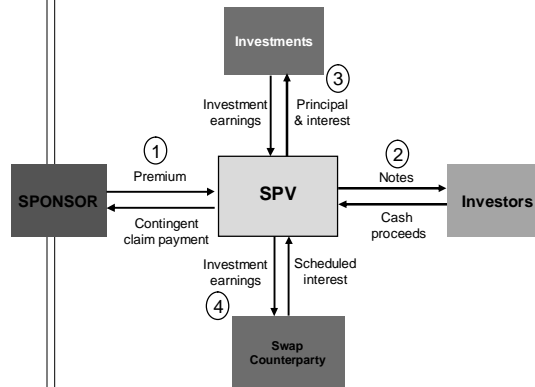 Investments
3
Investment
earnings
Principal
& interest
1
Premium
2
Notes
SPONSOR
SPV
Investors
Contingent
claim payment
Cash
proceeds
Investment
earnings
Scheduled
interest
4
Swap
Counterparty